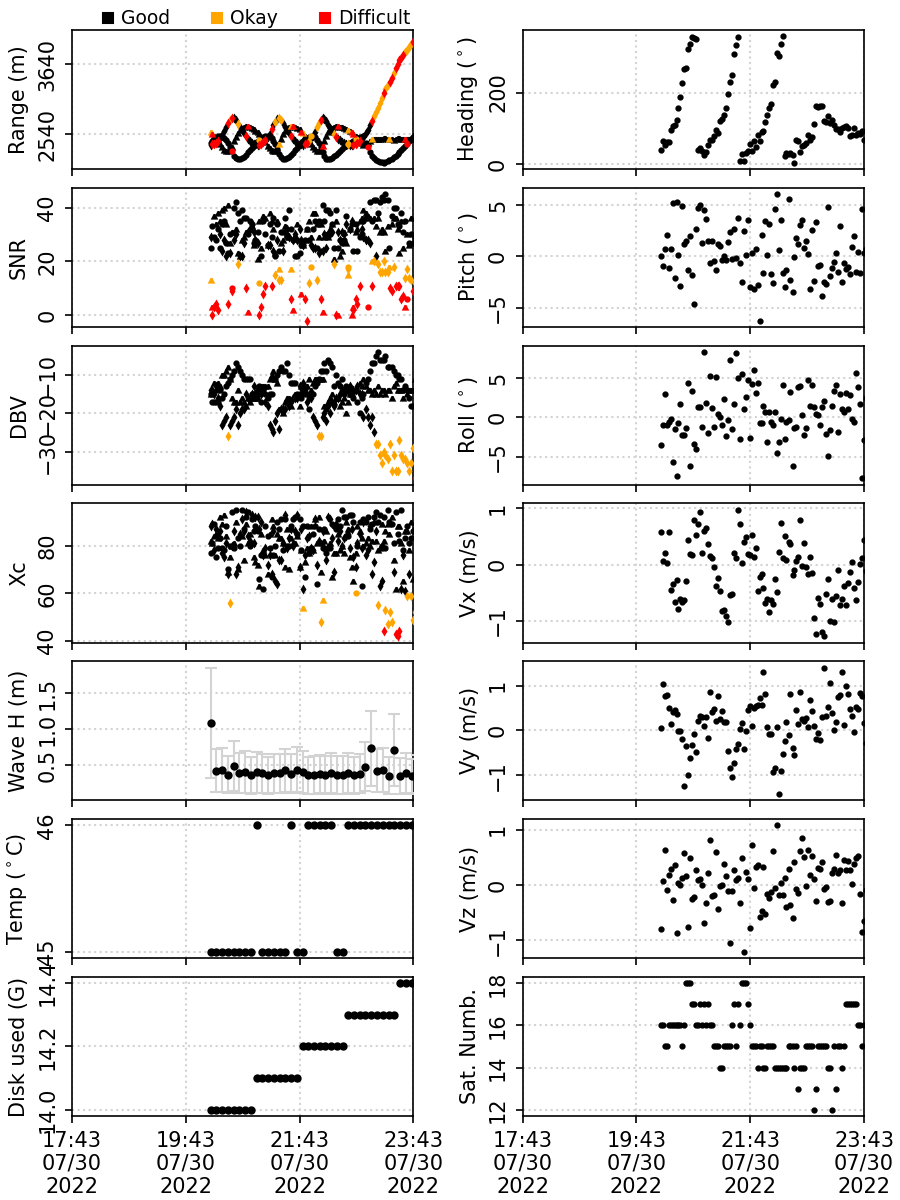 Good Okay Difficult
Range (m)
3640
2540
Heading (°)
200
0
SNR
40
20
0
Pitch (°)
5
0
−5
DBV
−10
−20
−30
Roll (°)
5
0
−5
Xc
80
60
40
Vx (m/s)
1
0
−1
Wave H (m)
1.5
1.0
0.5
Vy (m/s)
1
0
−1
Temp (°C)
46
45
Vz (m/s)
1
0
−1
Disk used (G)
14.4
14.2
14.0
Sat. Numb.
18
16
14
12
17:43 19:43 21:43 23:43
07/30 07/30 07/30 07/30
2022 2022 2022 2022
17:43 19:43 21:43 23:43
07/30 07/30 07/30 07/30
2022 2022 2022 2022